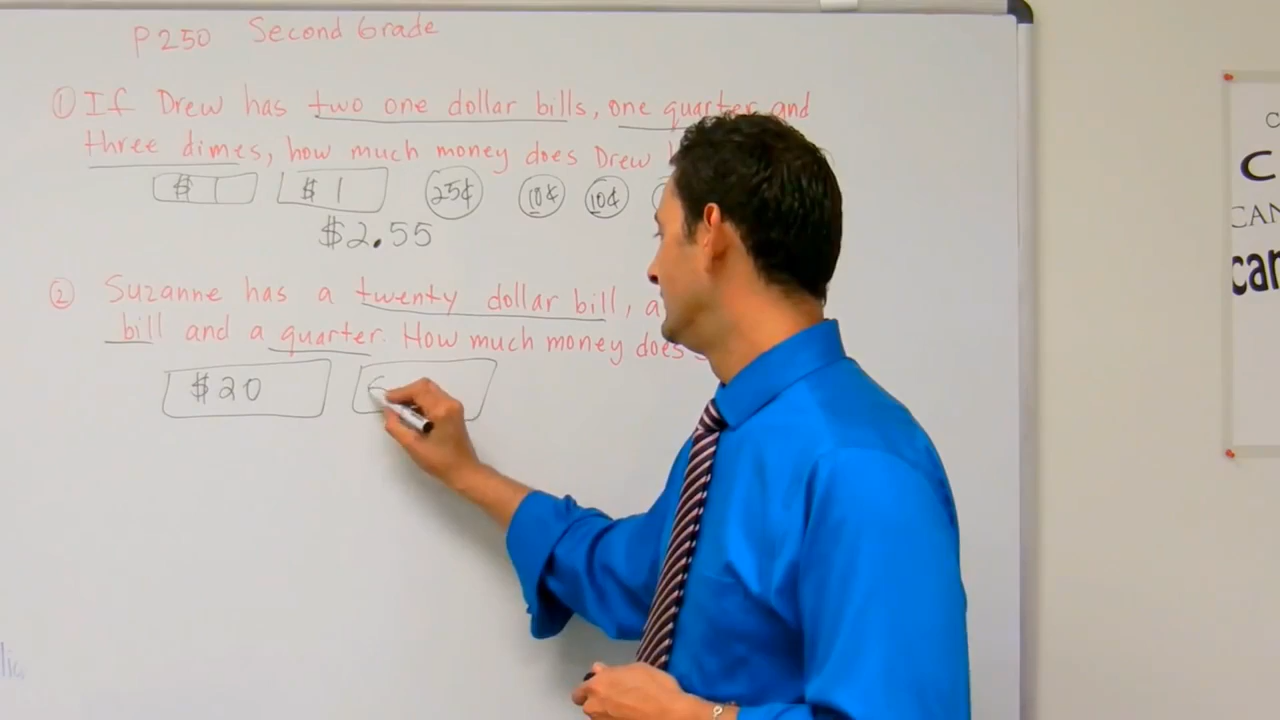 P250 Second Grade
① If Drew has two one dollar bills, one quarter and
three dimes, how much money does Drew
$ 1 $ 1 25¢ 10¢ 10¢
$2.55
② Suzanne has a twenty dollar bill, a
bill and a quarter. How much money does
$20
C
CAN
can